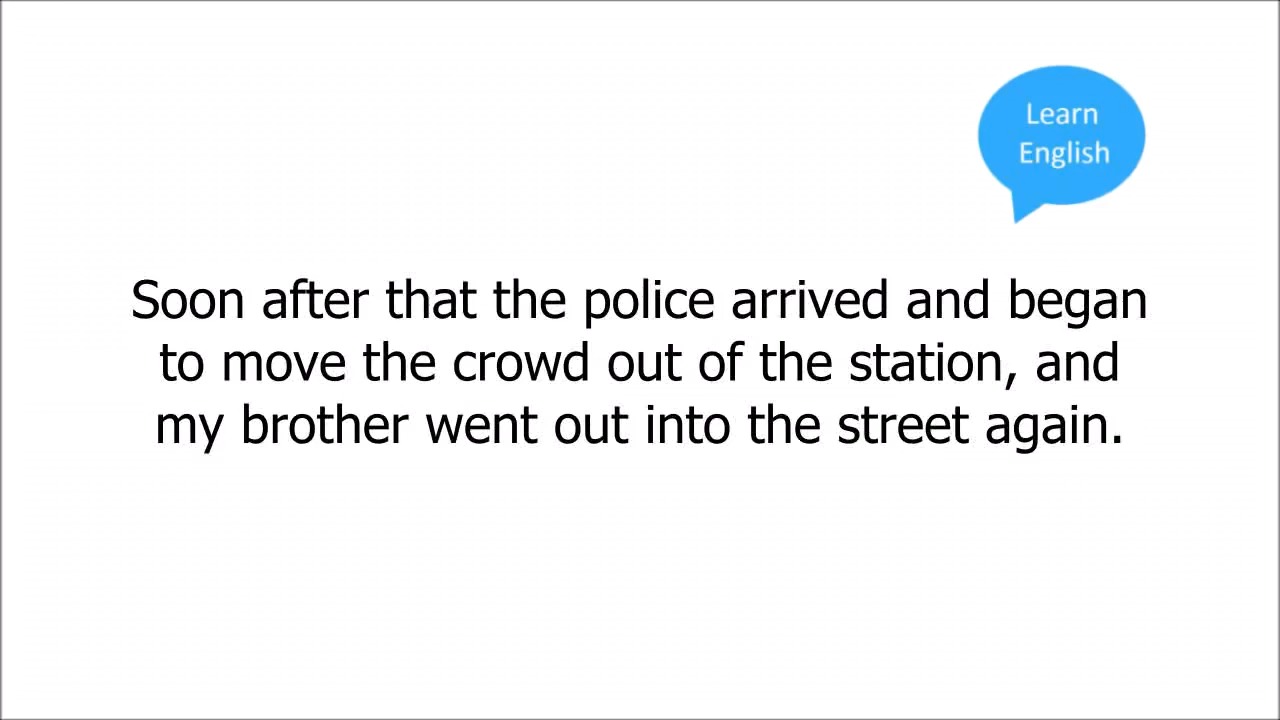 Learn
English
Soon after that the police arrived and began
to move the crowd out of the station, and
my brother went out into the street again.